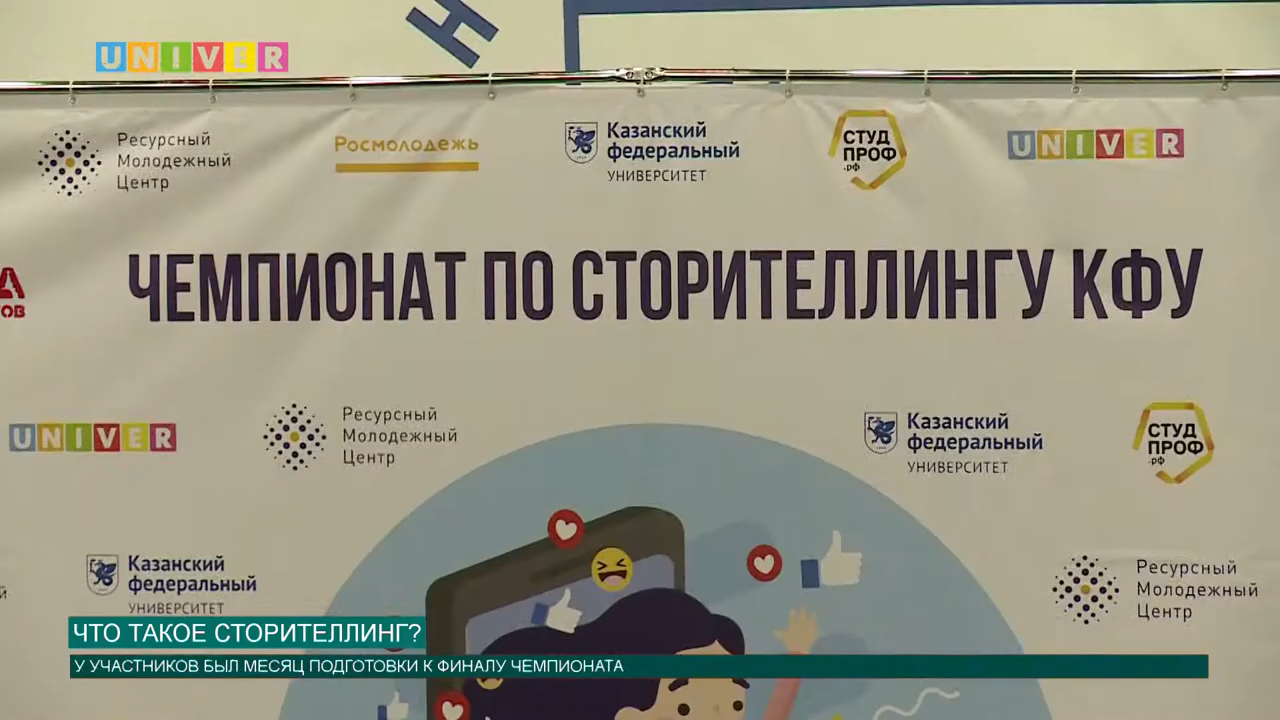 Н
UNIVER
Ресурсный
Молодежный
Центр
Росмолодежь
Казанский
федеральный
УНИВЕРСИТЕТ
СТУД
ПРОФ
.рф
UNIVER
ЧЕМПИОНАТ ПО СТОРИТЕЛЛИНГУ КФУ
UNIVER
Ресурсный
Молодежный
Центр
Казанский
федеральный
УНИВЕРСИТЕТ
СТУД
ПРОФ
.рф
Казанский
федеральный
УНИВЕРСИТЕТ
Ресурсный
Молодежный
Центр
ЧТО ТАКОЕ СТОРИТЕЛЛИНГ?
У УЧАСТНИКОВ БЫЛ МЕСЯЦ ПОДГОТОВКИ К ФИНАЛУ ЧЕМПИОНАТА